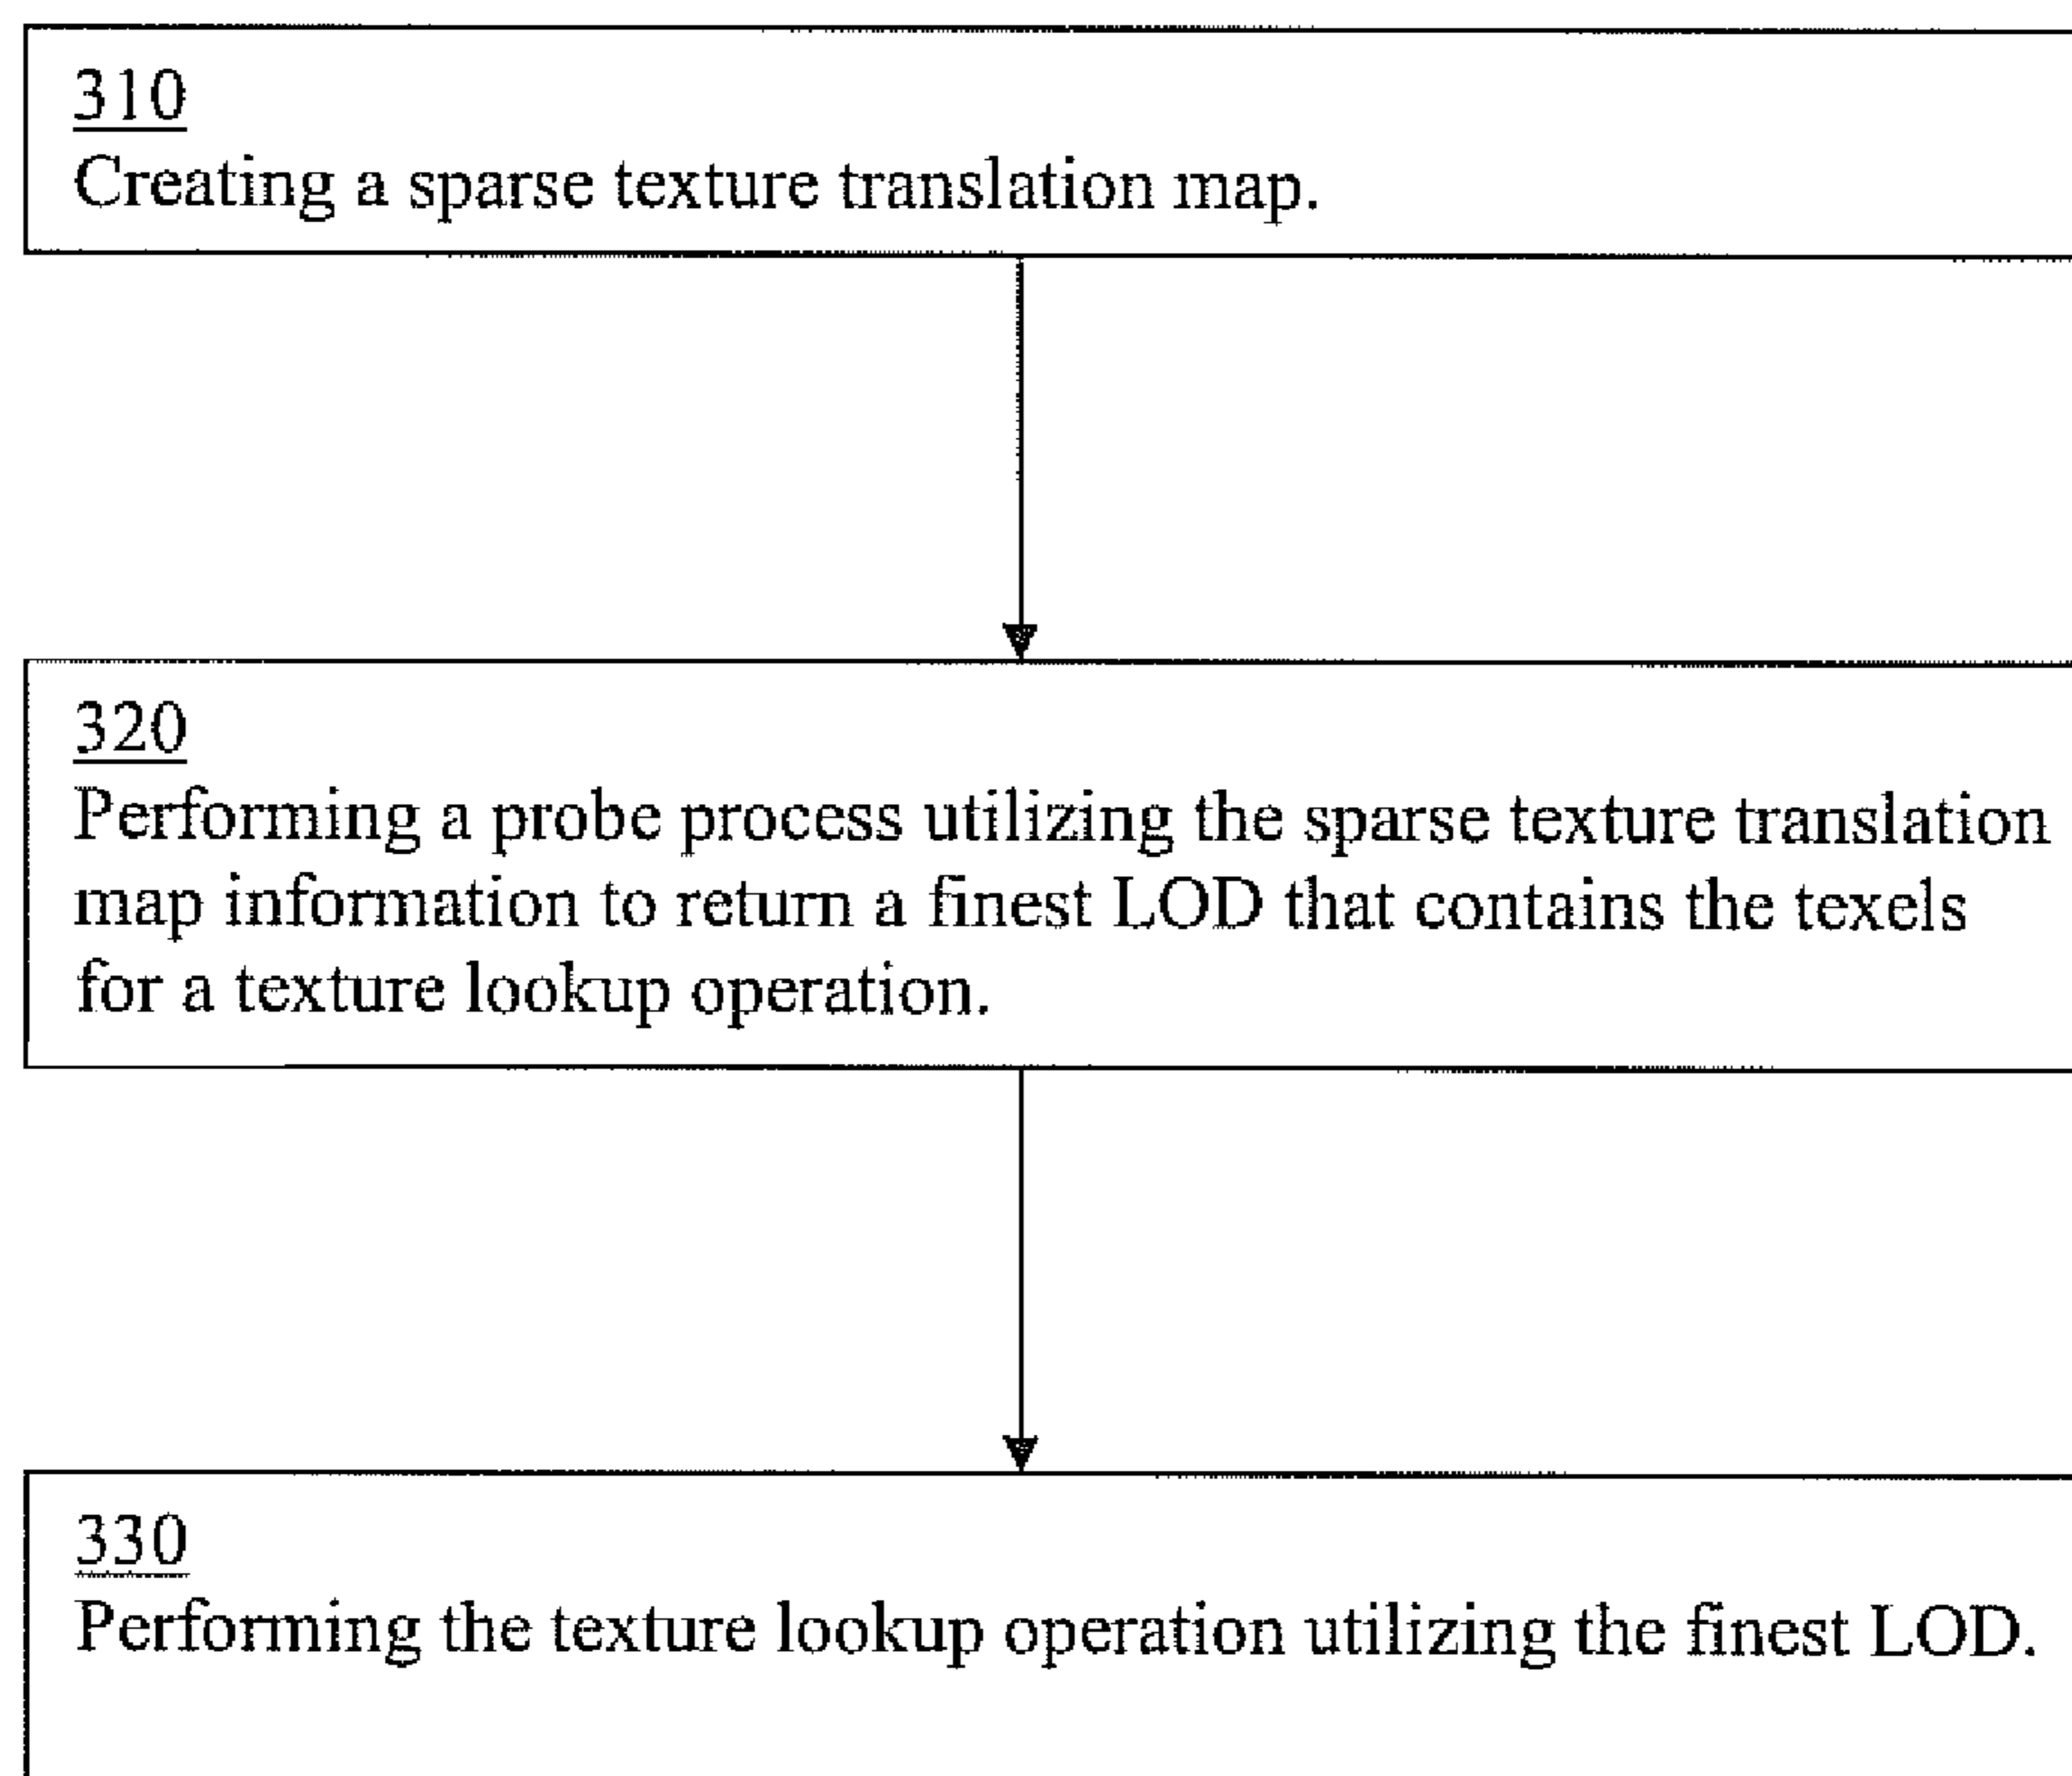 310
Creating a sparse texture translation map.
320
Performing a probe process utilizing the sparse texture translation
map information to return a finest LOD that contains the texels
for a texture lookup operation.
330
Performing the texture lookup operation utilizing the finest LOD.